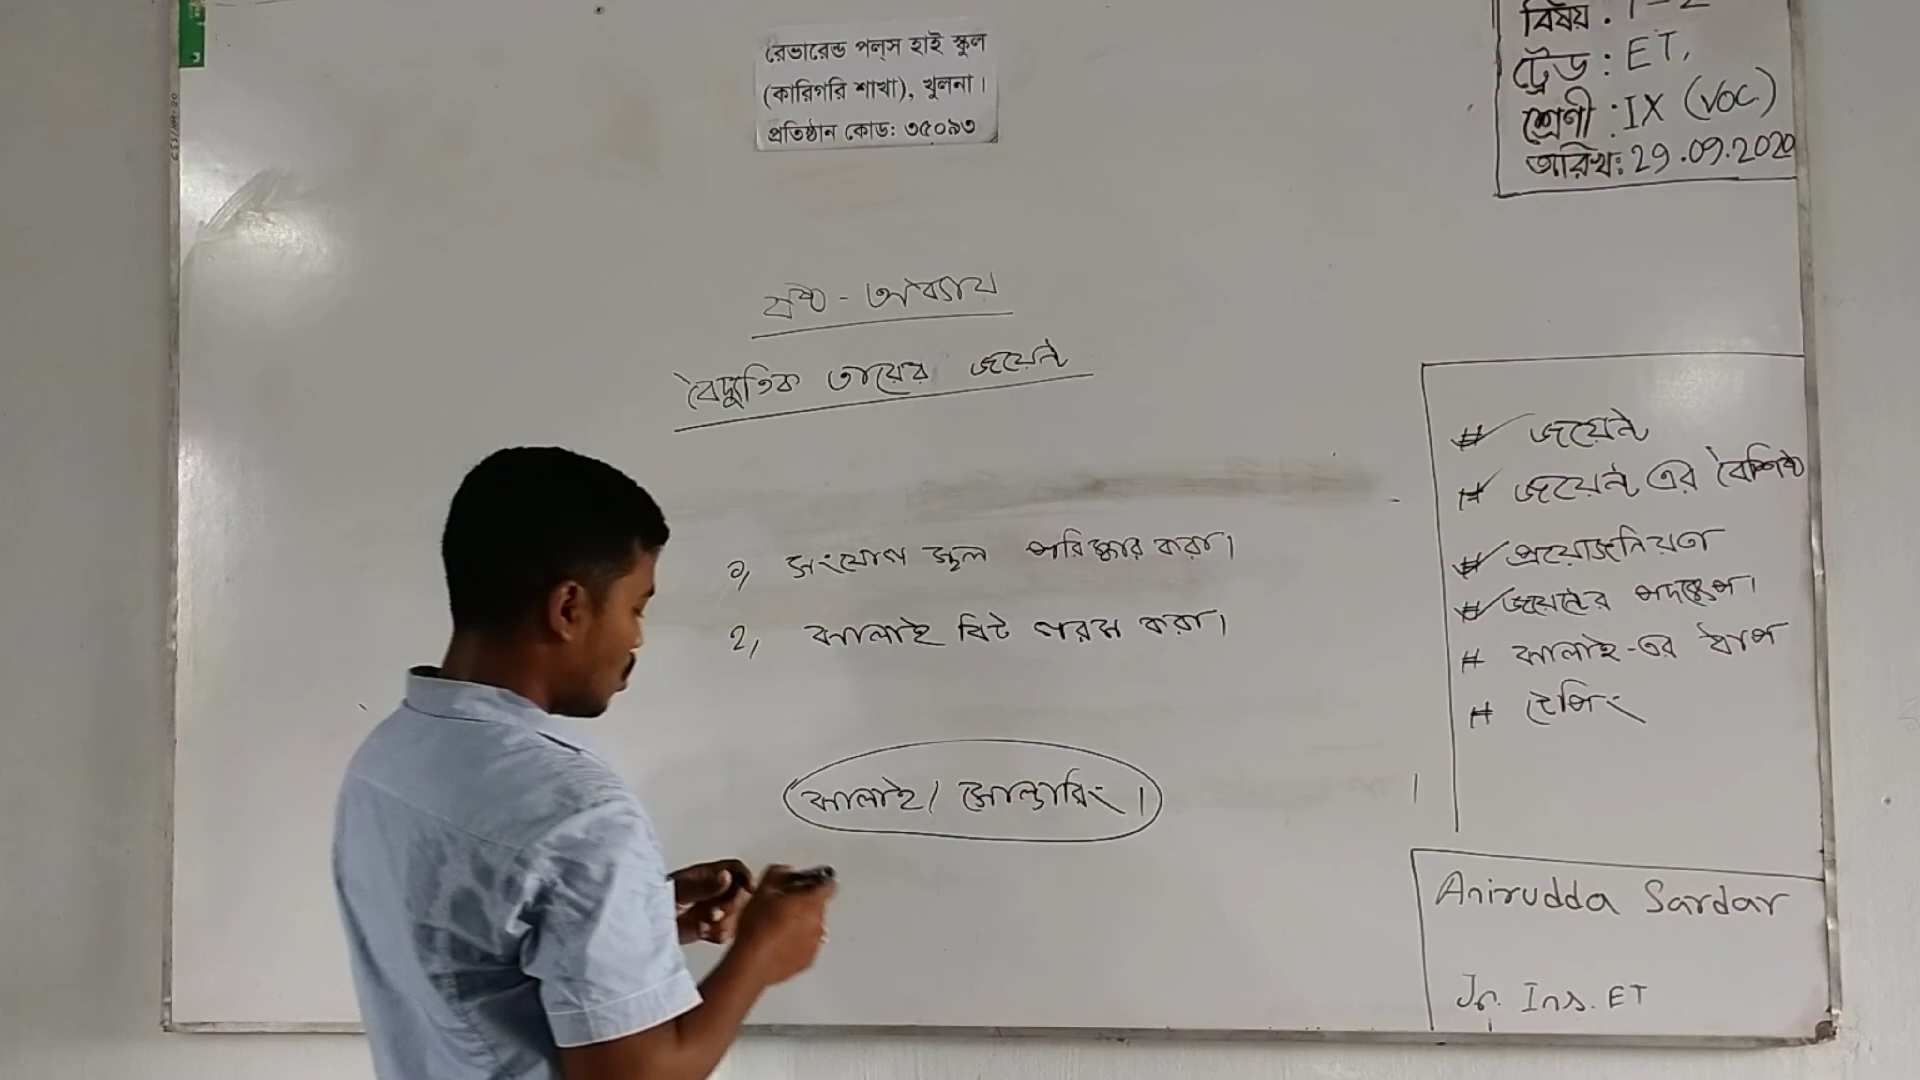 রেভারেন্ড পল্স হাই স্কুল
(কারিগরি শাখা), খুলনা।
প্রতিষ্ঠান কোড: ৩৫০৯৩
বিষয় :
ট্রেড : ET,
শ্রেণী : IX (VOC)
তারিখঃ 29.09.2020
ষষ্ঠ - অধ্যায়
বৈদ্যুতিক তারের জয়েন্ট
১, সংযোগ স্থল পরিষ্কার করা।
২, ঝালাই বিট গরম করা।
ঝালাই / সোল্ডারিং।
# জয়েন্ট
# জয়েন্ট এর বৈশিষ্ট
# প্রয়োজনিয়তা
# জয়েন্টের পদক্ষেপ।
# ঝালাই-এর ধাপ
# টেপিং
Anirudda Sardar
Jr. Ins. ET